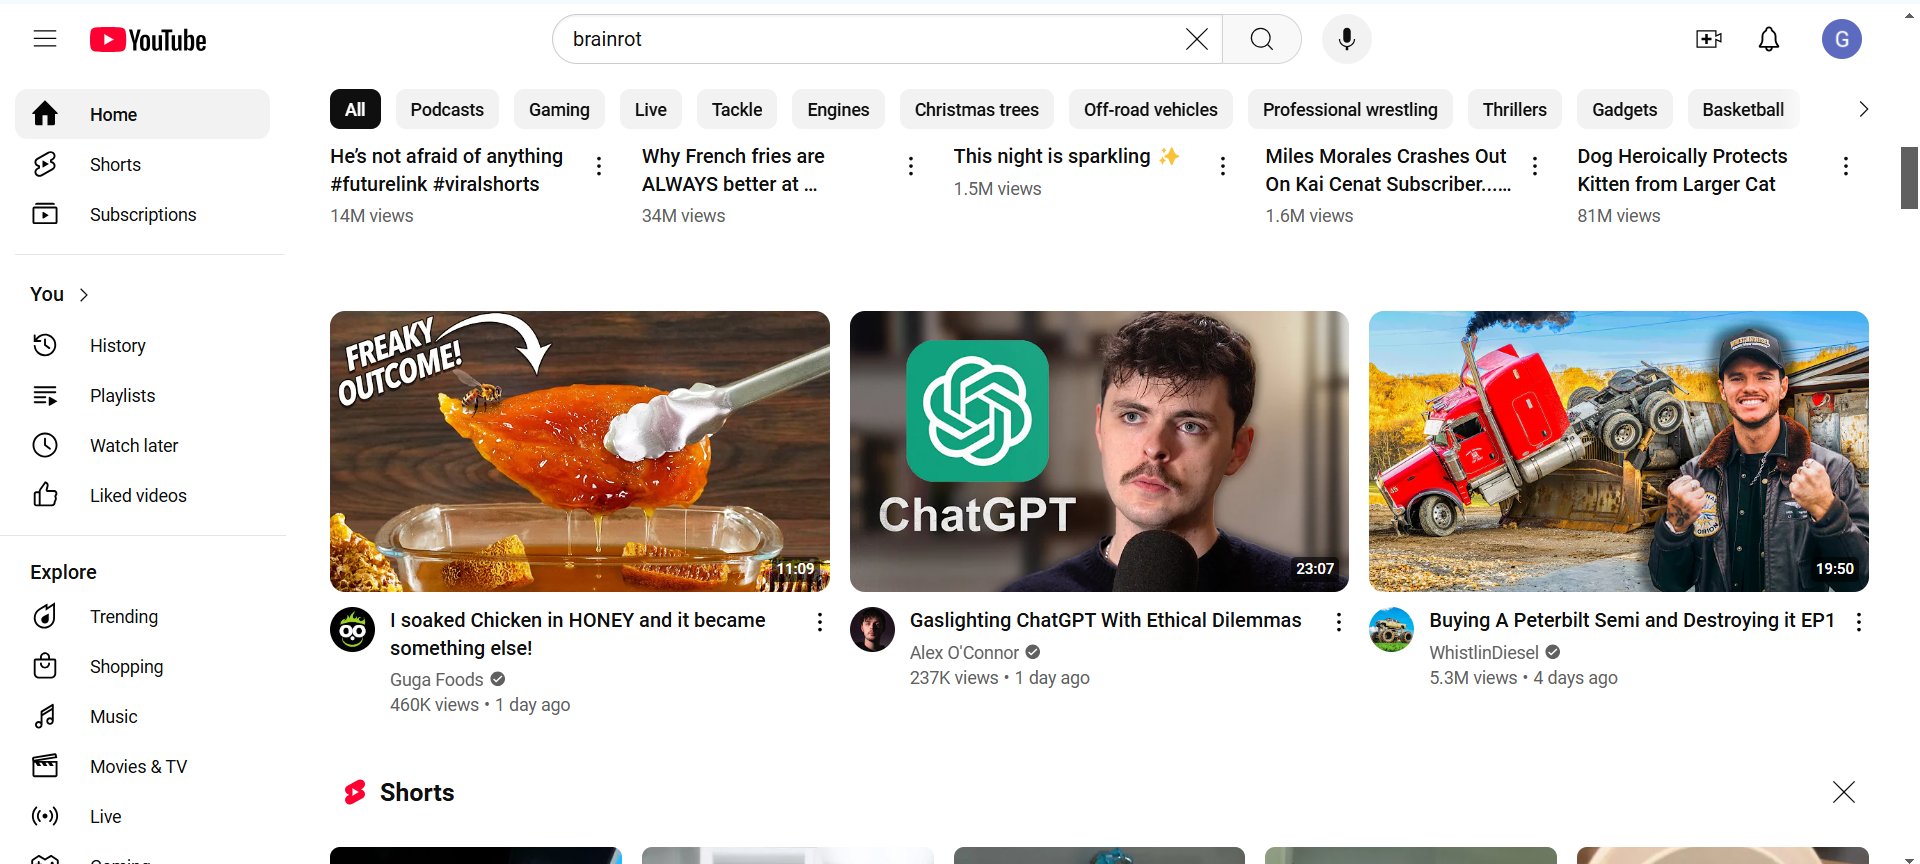 YouTube
brainrot
G
Home
Shorts
Subscriptions
You
History
Playlists
Watch later
Liked videos
Explore
Trending
Shopping
Music
Movies & TV
Live
All
Podcasts
Gaming
Live
Tackle
Engines
Christmas trees
Off-road vehicles
Professional wrestling
Thrillers
Gadgets
Basketball
He's not afraid of anything
#futurelink #viralshorts
14M views
Why French fries are
ALWAYS better at ...
34M views
This night is sparkling ✨
1.5M views
Miles Morales Crashes Out
On Kai Cenat Subscriber......
1.6M views
Dog Heroically Protects
Kitten from Larger Cat
81M views
FREAKY
OUTCOME!
11:09
I soaked Chicken in HONEY and it became
something else!
Guga Foods
460K views • 1 day ago
ChatGPT
23:07
Gaslighting ChatGPT With Ethical Dilemmas
Alex O'Connor
237K views • 1 day ago
19:50
Buying A Peterbilt Semi and Destroying it EP1
WhistlinDiesel
5.3M views • 4 days ago
Shorts